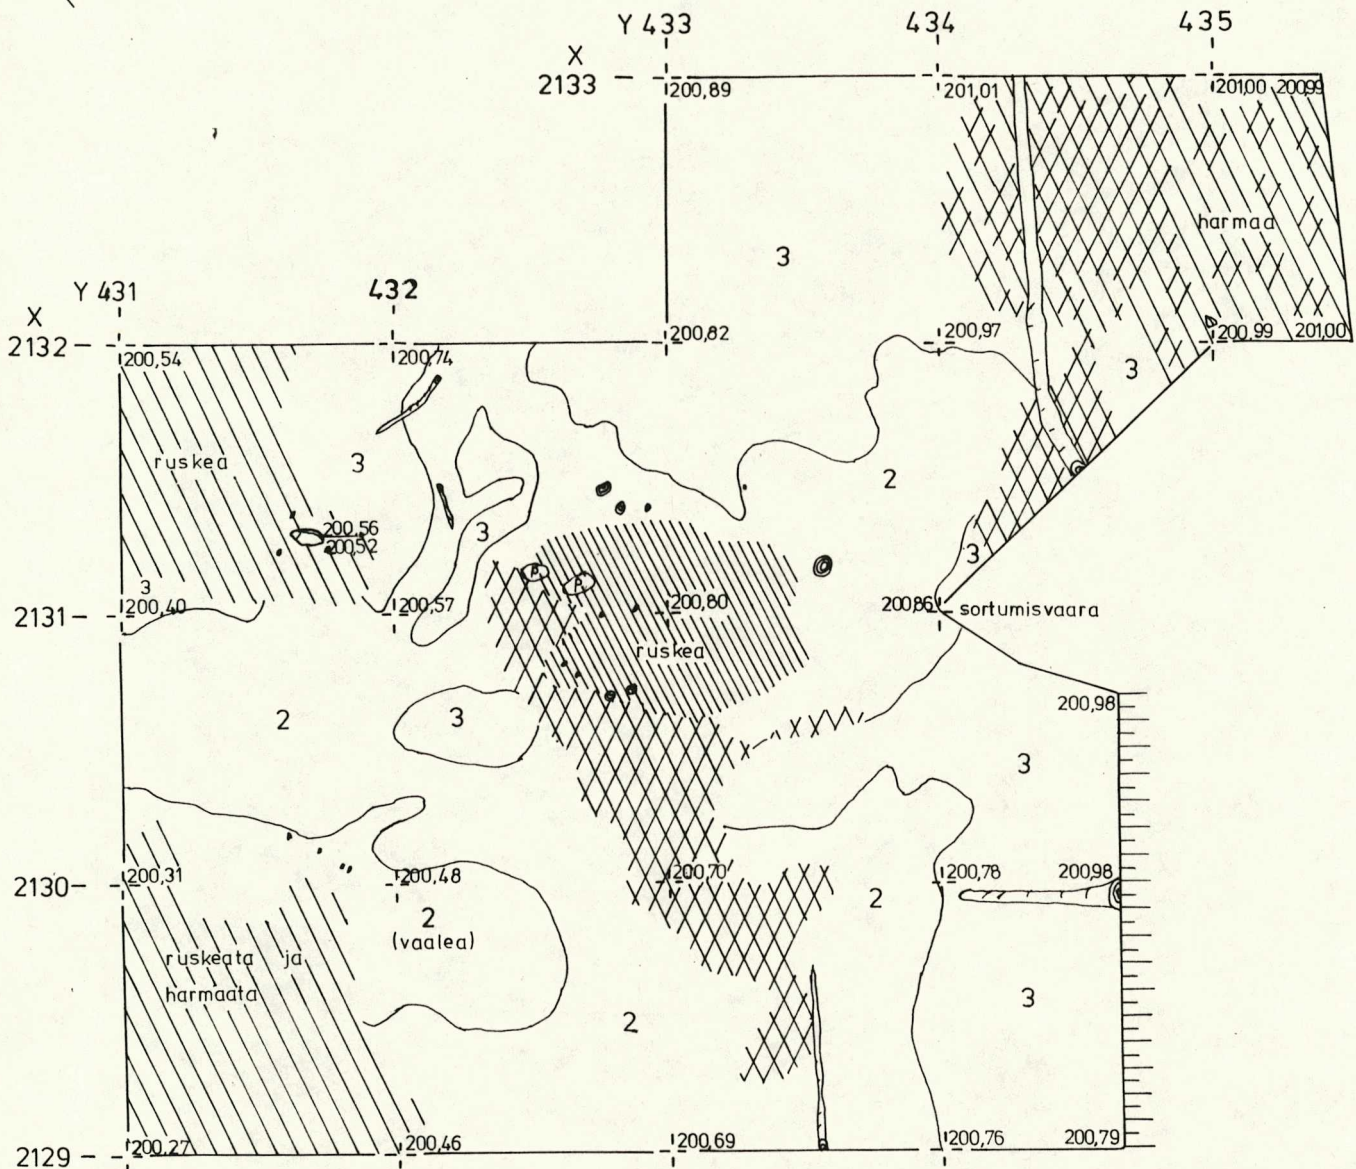 Y 433 434 435
X
2133
200,89 201,01 201,00 200,99
harmaa
3
Y 431 432
X
2132
200,54 200,74 200,82 200,97 200,99 201,00
3
ruskea 3 2
3
200,56
200,52
3
P P
3
2131 200,40 200,57 200,80 200,86 sortumisvaara
ruskea
200,98
2 3 3
2130 200,31 200,48 200,70 200,78 200,98
2 2
(vaalea)
ruskeata ja
harmaata
3
2
2129 200,27 200,46 200,69 200,76 200,79